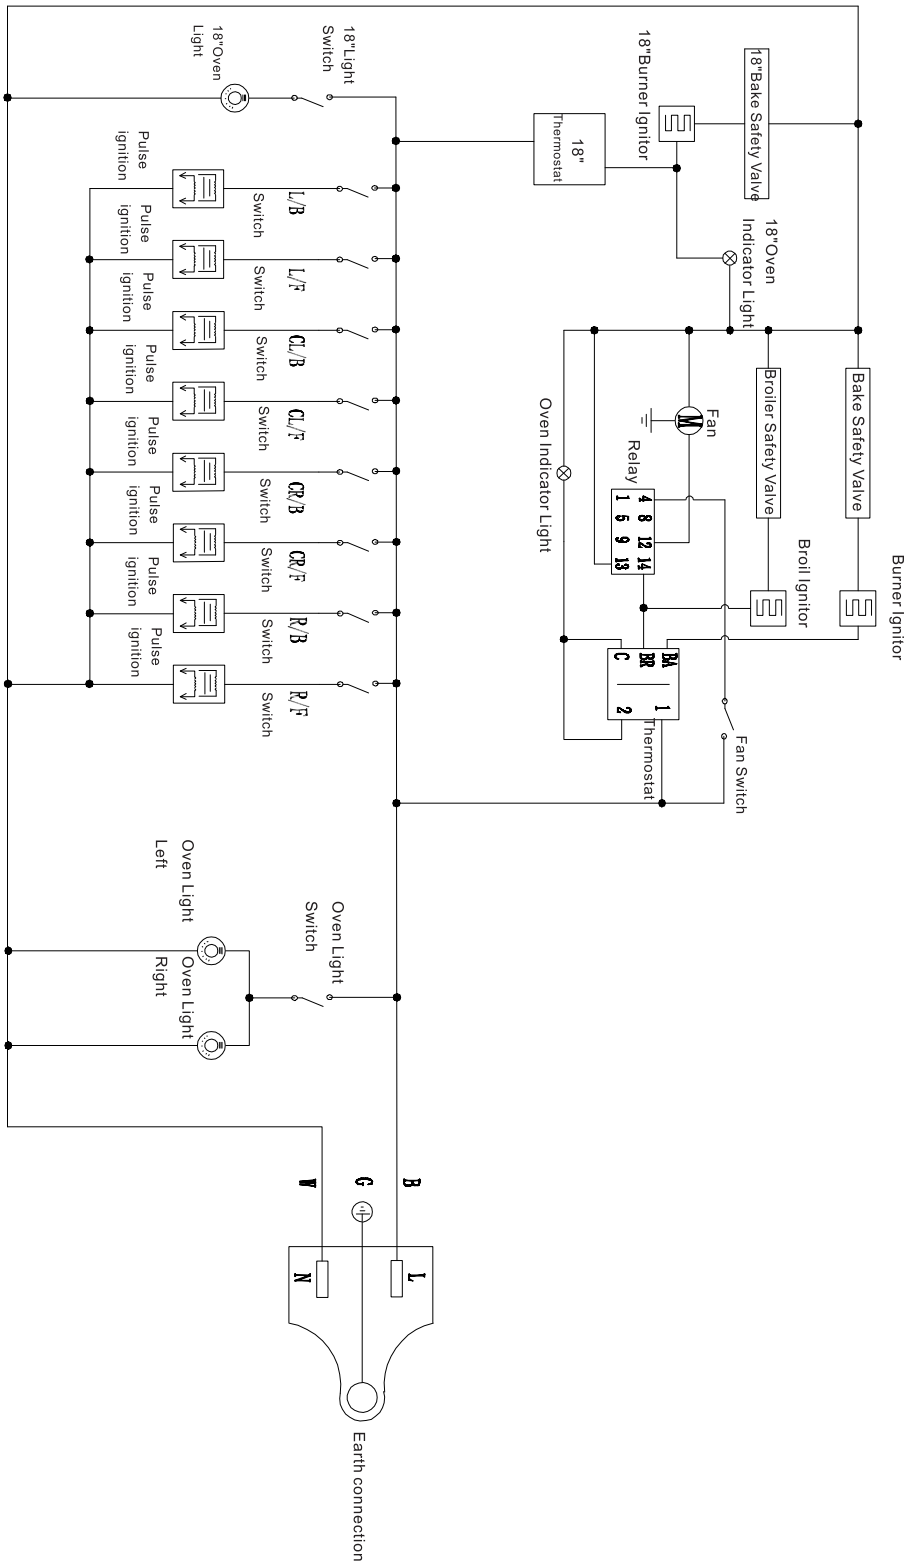 Burner Ignitor
Bake Safety Valve
Broil Ignitor
Broiler Safety Valve
18"Bake Safety Valve
18"Oven
Indicator Light
18"Burner Ignitor
18"
Thermostat
Fan
M
Relay
4 8 12 14
1 5 9 13
Oven Indicator Light
Fan Switch
BA
BR
C
1
2
Thermostat
18"Light
Switch
18"Oven
Light
L/B
Switch
L/F
Switch
CL/B
Switch
CL/F
Switch
CR/B
Switch
CR/F
Switch
R/B
Switch
R/F
Switch
Pulse
ignition
Pulse
ignition
Pulse
ignition
Pulse
ignition
Pulse
ignition
Pulse
ignition
Pulse
ignition
Pulse
ignition
Oven Light
Switch
Oven Light
Left
Oven Light
Right
B
G
W
L
N
Earth connection